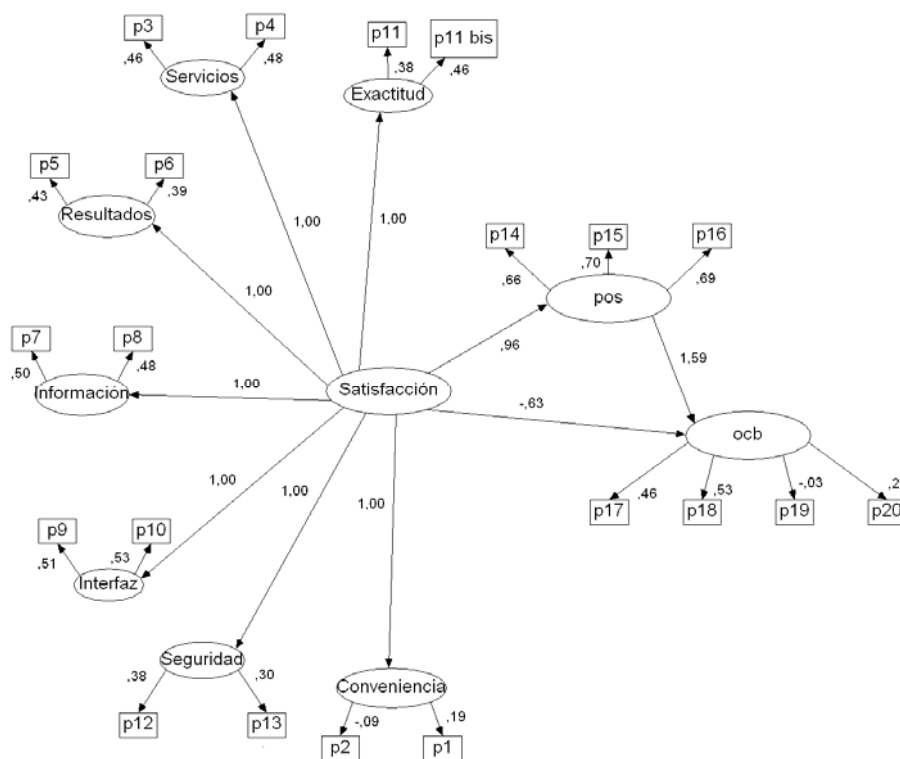 p3 p4
,46 ,48
Servicios
p11 p11 bis
,38 ,46
Exactitud
p5 p6
,43 ,39
Resultados
1,00
1,00
1,00
p14 p15 p16
,66 ,70 ,69
pos
p7 p8
,50 ,48
Información
1,00
Satisfacción
,96
1,59
-,63
ocb
,46 ,53 -,03 ,2
p17 p18 p19 p20
1,00
1,00
1,00
p9 p10
,51 ,53
Interfaz
Seguridad
,38 ,30
p12 p13
Conveniencia
-,09 ,19
p2 p1